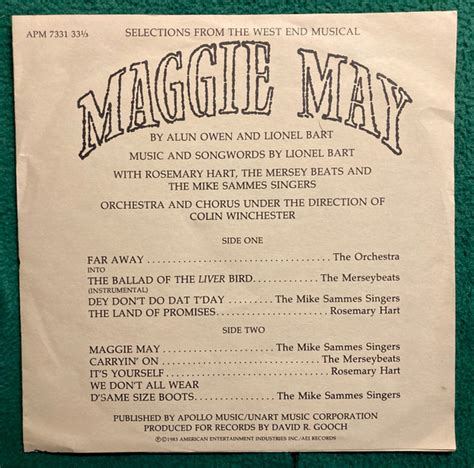 APM 7331 33⅓ SELECTIONS FROM THE WEST END MUSICAL
MAGGIE MAY
BY ALUN OWEN AND LIONEL BART
MUSIC AND SONGWORDS BY LIONEL BART
WITH ROSEMARY HART, THE MERSEY BEATS AND
THE MIKE SAMMES SINGERS
ORCHESTRA AND CHORUS UNDER THE DIRECTION OF
COLIN WINCHESTER
SIDE ONE
FAR AWAY . . . . . . . . . . . . . . . . . . . . . . . . . . The Orchestra
INTO
THE BALLAD OF THE LIVER BIRD. . . . . . . . . . . . The Merseybeats
(INSTRUMENTAL)
DEY DON'T DO DAT T'DAY . . . . . . . . The Mike Sammes Singers
THE LAND OF PROMISES. . . . . . . . . . . . . . . . . Rosemary Hart
SIDE TWO
MAGGIE MAY . . . . . . . . . . . . . . . . The Mike Sammes Singers
CARRYIN' ON . . . . . . . . . . . . . . . . . . . . . The Merseybeats
IT'S YOURSELF . . . . . . . . . . . . . . . . . . . . Rosemary Hart
WE DON'T ALL WEAR
D'SAME SIZE BOOTS. . . . . . . . . . . . The Mike Sammes Singers
PUBLISHED BY APOLLO MUSIC/UNART MUSIC CORPORATION
PRODUCED FOR RECORDS BY DAVID R. GOOCH
℗©1983 AMERICAN ENTERTAINMENT INDUSTRIES INC./AEI RECORDS